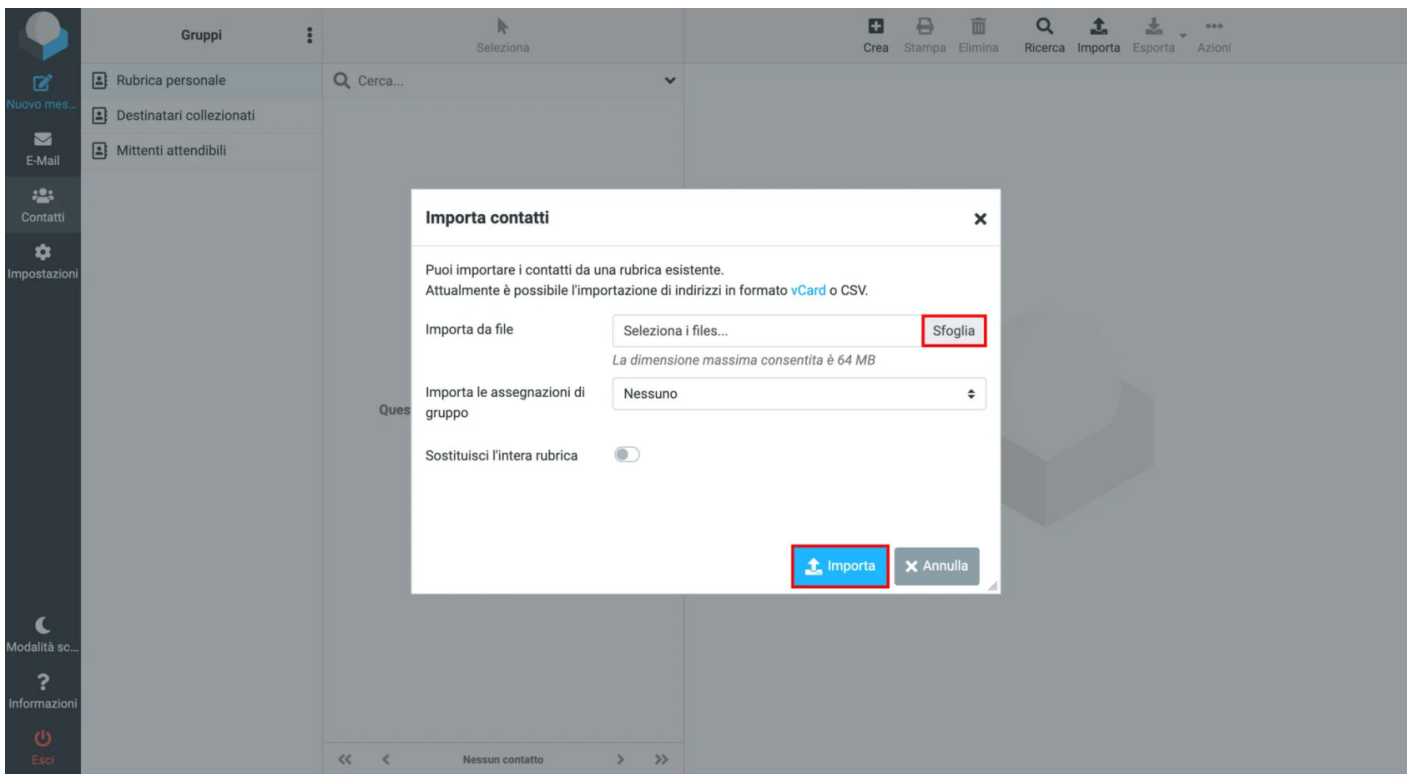 Nuovo mes...
E-Mail
Contatti
Impostazioni
Modalità sc...
Informazioni
Esci
Gruppi
Rubrica personale
Destinatari collezionati
Mittenti attendibili
Seleziona
Cerca...
Ques
Nessun contatto
Crea Stampa Elimina Ricerca Importa Esporta Azioni
Importa contatti
Puoi importare i contatti da una rubrica esistente.
Attualmente è possibile l'importazione di indirizzi in formato vCard o CSV.
Importa da file
Seleziona i files... Sfoglia
La dimensione massima consentita è 64 MB
Importa le assegnazioni di
gruppo
Nessuno
Sostituisci l'intera rubrica
Importa Annulla